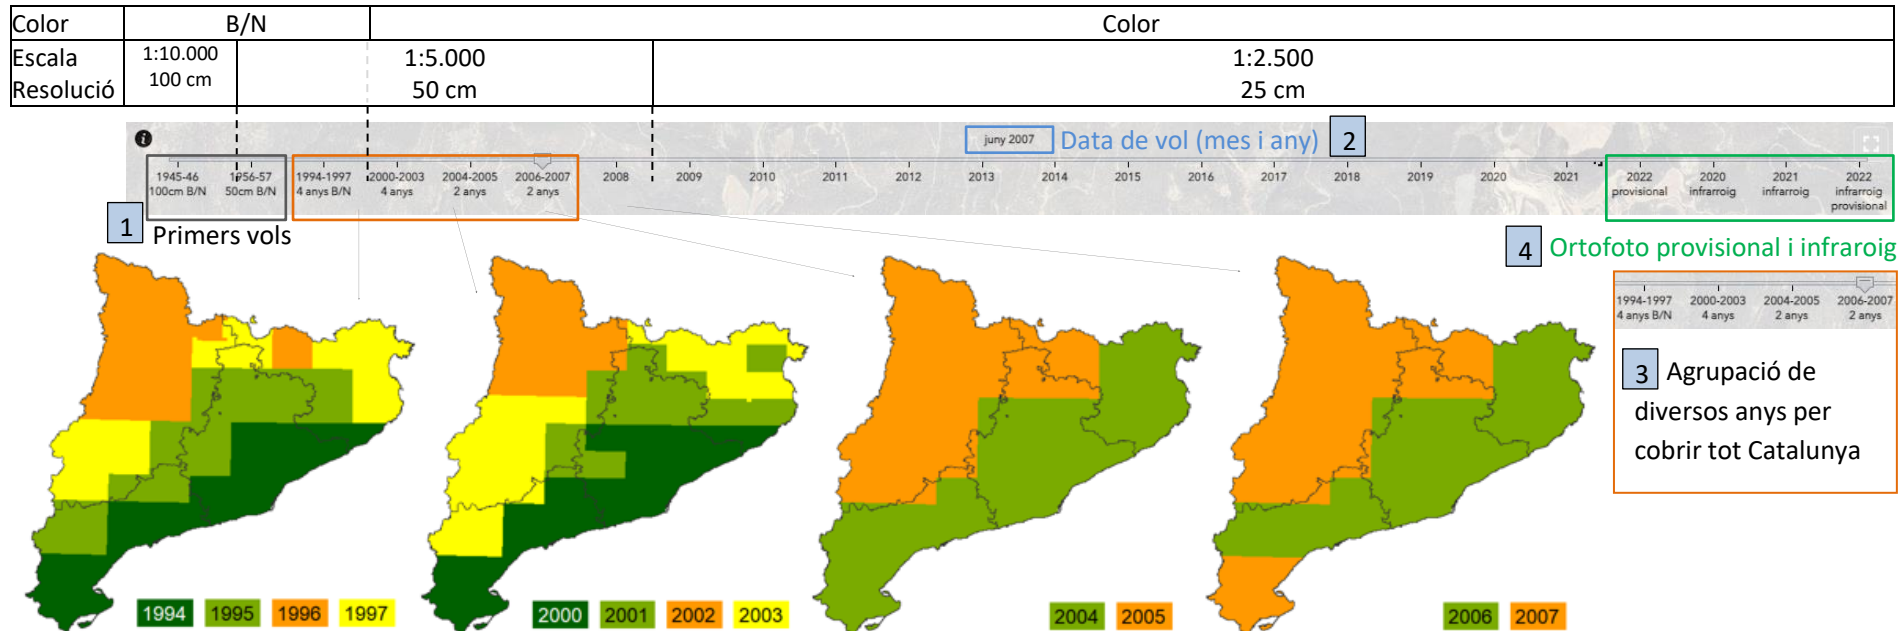 Color B/N Color
Escala 1:10.000 1:5.000 1:2.500
Resolució 100 cm 50 cm 25 cm
i juny 2007 Data de vol (mes i any) 2
1945-46 1956-57 1994-1997 2000-2003 2004-2005 2006-2007 2008 2009 2010 2011 2012 2013 2014 2015 2016 2017 2018 2019 2020 2021 2022 2020 2021 2022
100cm B/N 50cm B/N 4 anys B/N 4 anys 2 anys 2 anys provisional infrarroig infrarroig infrarroig
provisional
1 Primers vols
4 Ortofoto provisional i infraroig
1994-1997 2000-2003 2004-2005 2006-2007
4 anys B/N 4 anys 2 anys 2 anys
3 Agrupació de
diversos anys per
cobrir tot Catalunya
1994 1995 1996 1997
2000 2001 2002 2003
2004 2005
2006 2007